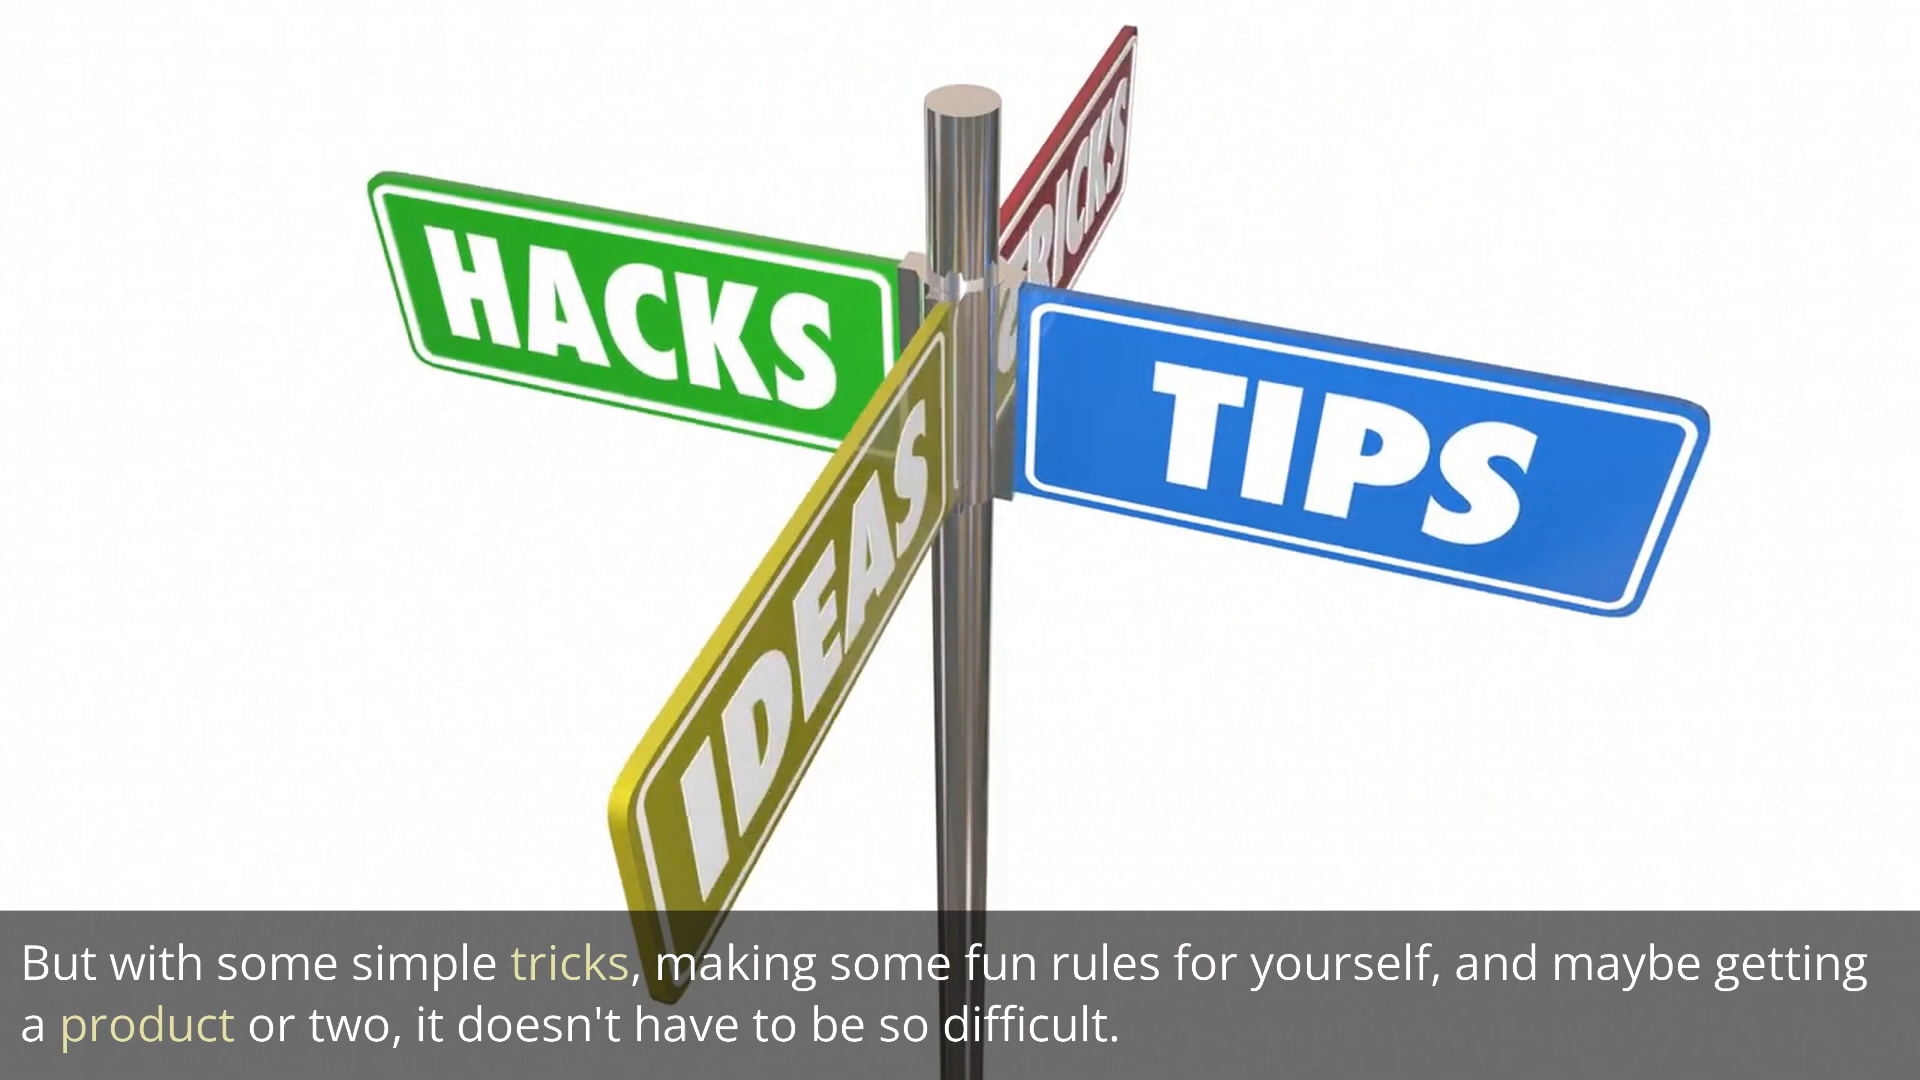 TRICKS
HACKS
TIPS
IDEAS
But with some simple tricks, making some fun rules for yourself, and maybe getting
a product or two, it doesn't have to be so difficult.